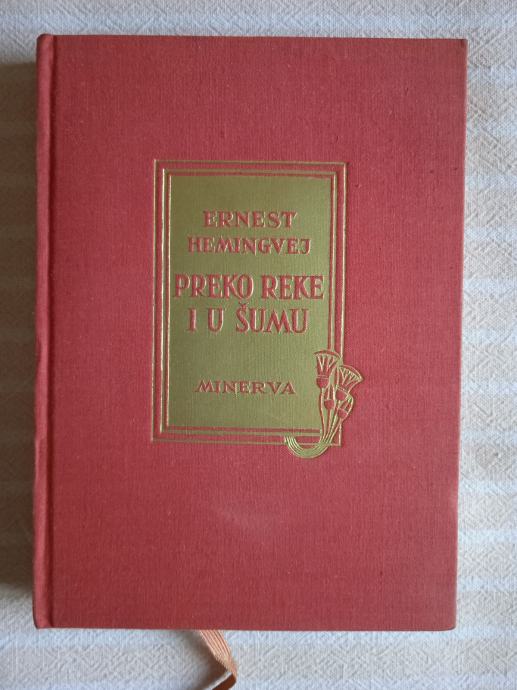 ERNEST
HEMINGVEJ
PREKO REKE
I U ŠUMU
MINERVA